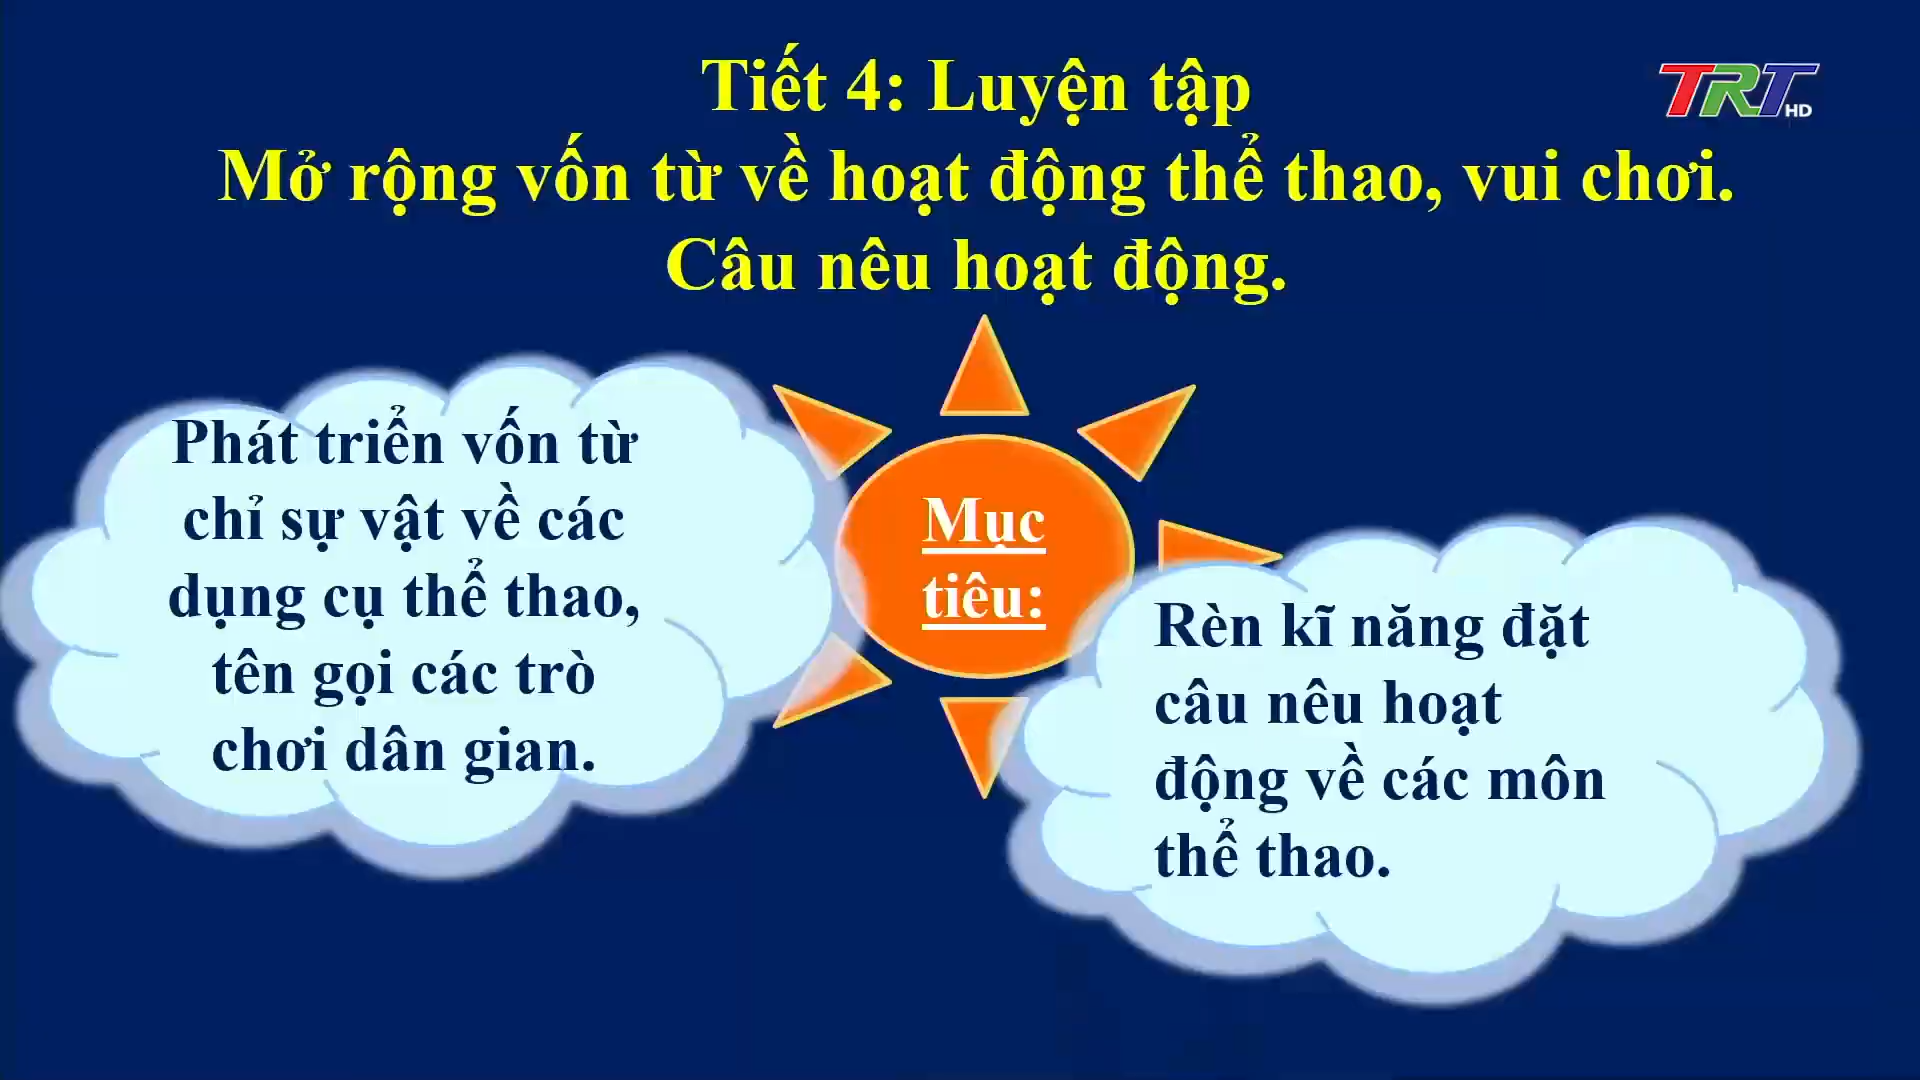 Tiết 4: Luyện tập
Mở rộng vốn từ về hoạt động thể thao, vui chơi.
Câu nêu hoạt động.
TRT HD
Phát triển vốn từ
chỉ sự vật về các
dụng cụ thể thao,
tên gọi các trò
chơi dân gian.
Mục
tiêu:
Rèn kĩ năng đặt
câu nêu hoạt
động về các môn
thể thao.